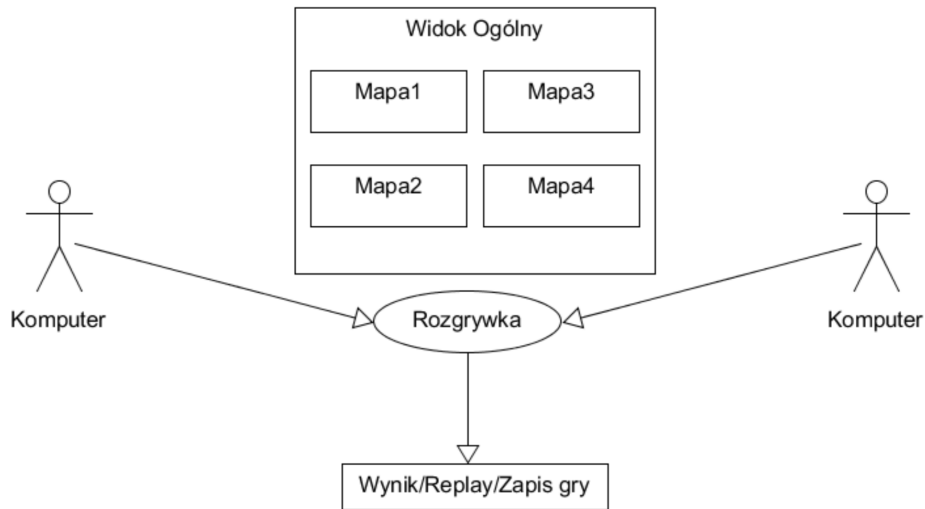 Widok Ogólny
Mapa1
Mapa3
Mapa2
Mapa4
Komputer
Rozgrywka
Komputer
Wynik/Replay/Zapis gry